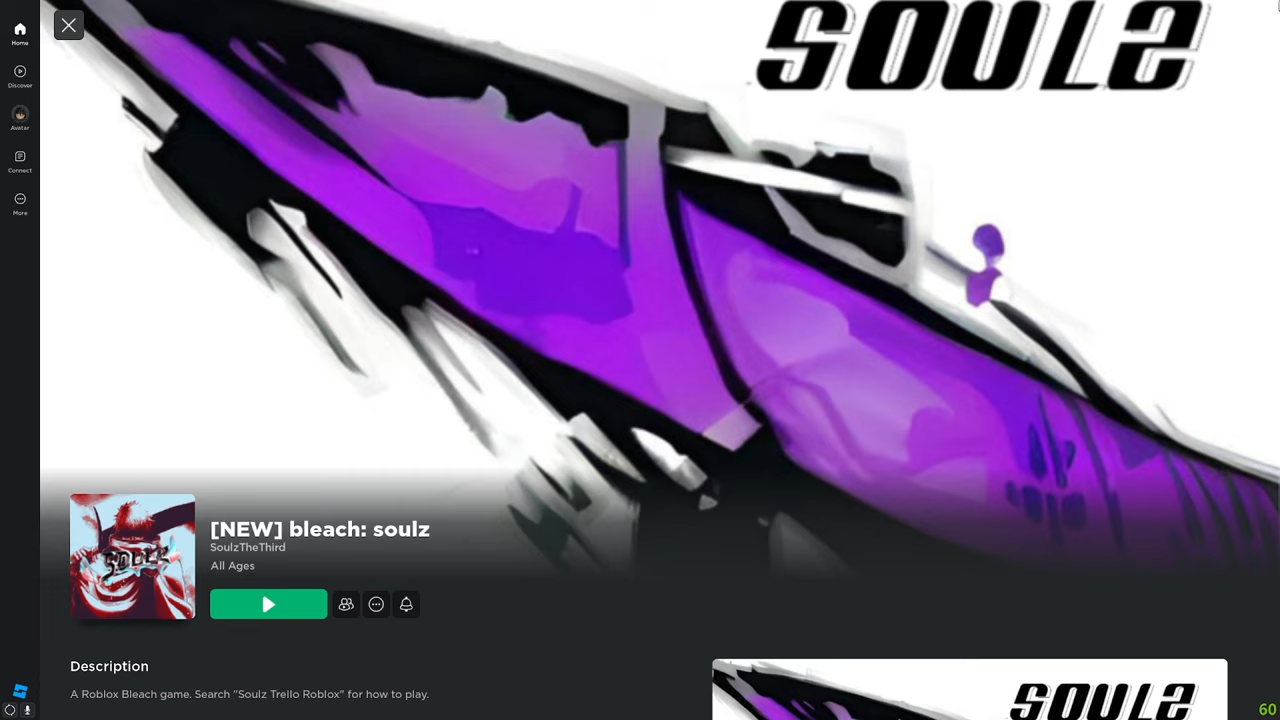 SOULZ
Home
Discover
Avatar
Connect
More
SOULZ
[NEW] bleach: soulz
SoulzTheThird
All Ages
Description
A Roblox Bleach game. Search "Soulz Trello Roblox" for how to play.
SOULZ
60